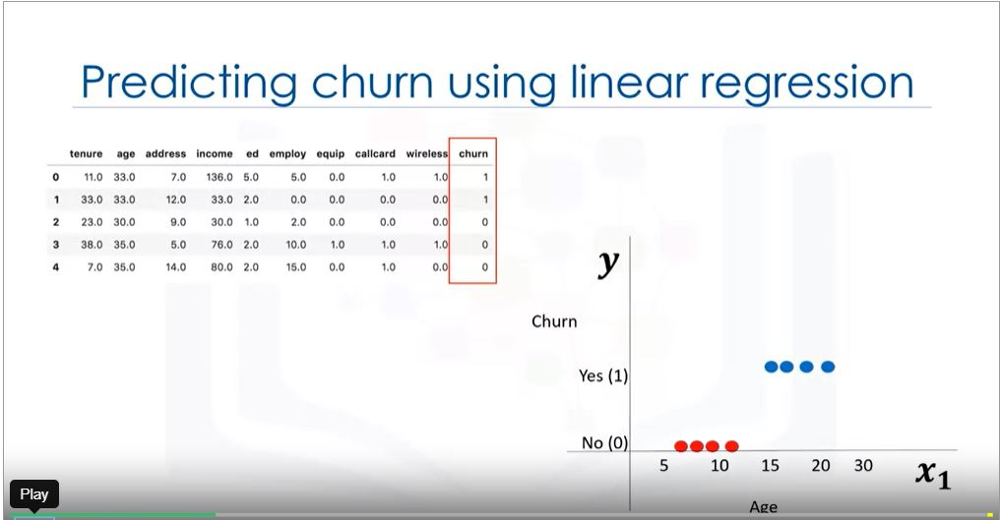 Predicting churn using linear regression
tenure age address income ed employ equip callcard wireless churn
0 11.0 33.0 7.0 136.0 5.0 5.0 0.0 1.0 1.0 1
1 33.0 33.0 12.0 33.0 2.0 0.0 0.0 0.0 0.0 1
2 23.0 30.0 9.0 30.0 1.0 2.0 0.0 0.0 0.0 0
3 38.0 35.0 5.0 76.0 2.0 10.0 1.0 1.0 1.0 0
4 7.0 35.0 14.0 80.0 2.0 15.0 0.0 1.0 0.0 0
y
Churn
Yes (1)
No (0)
5 10 15 20 30
x1
Age
Play